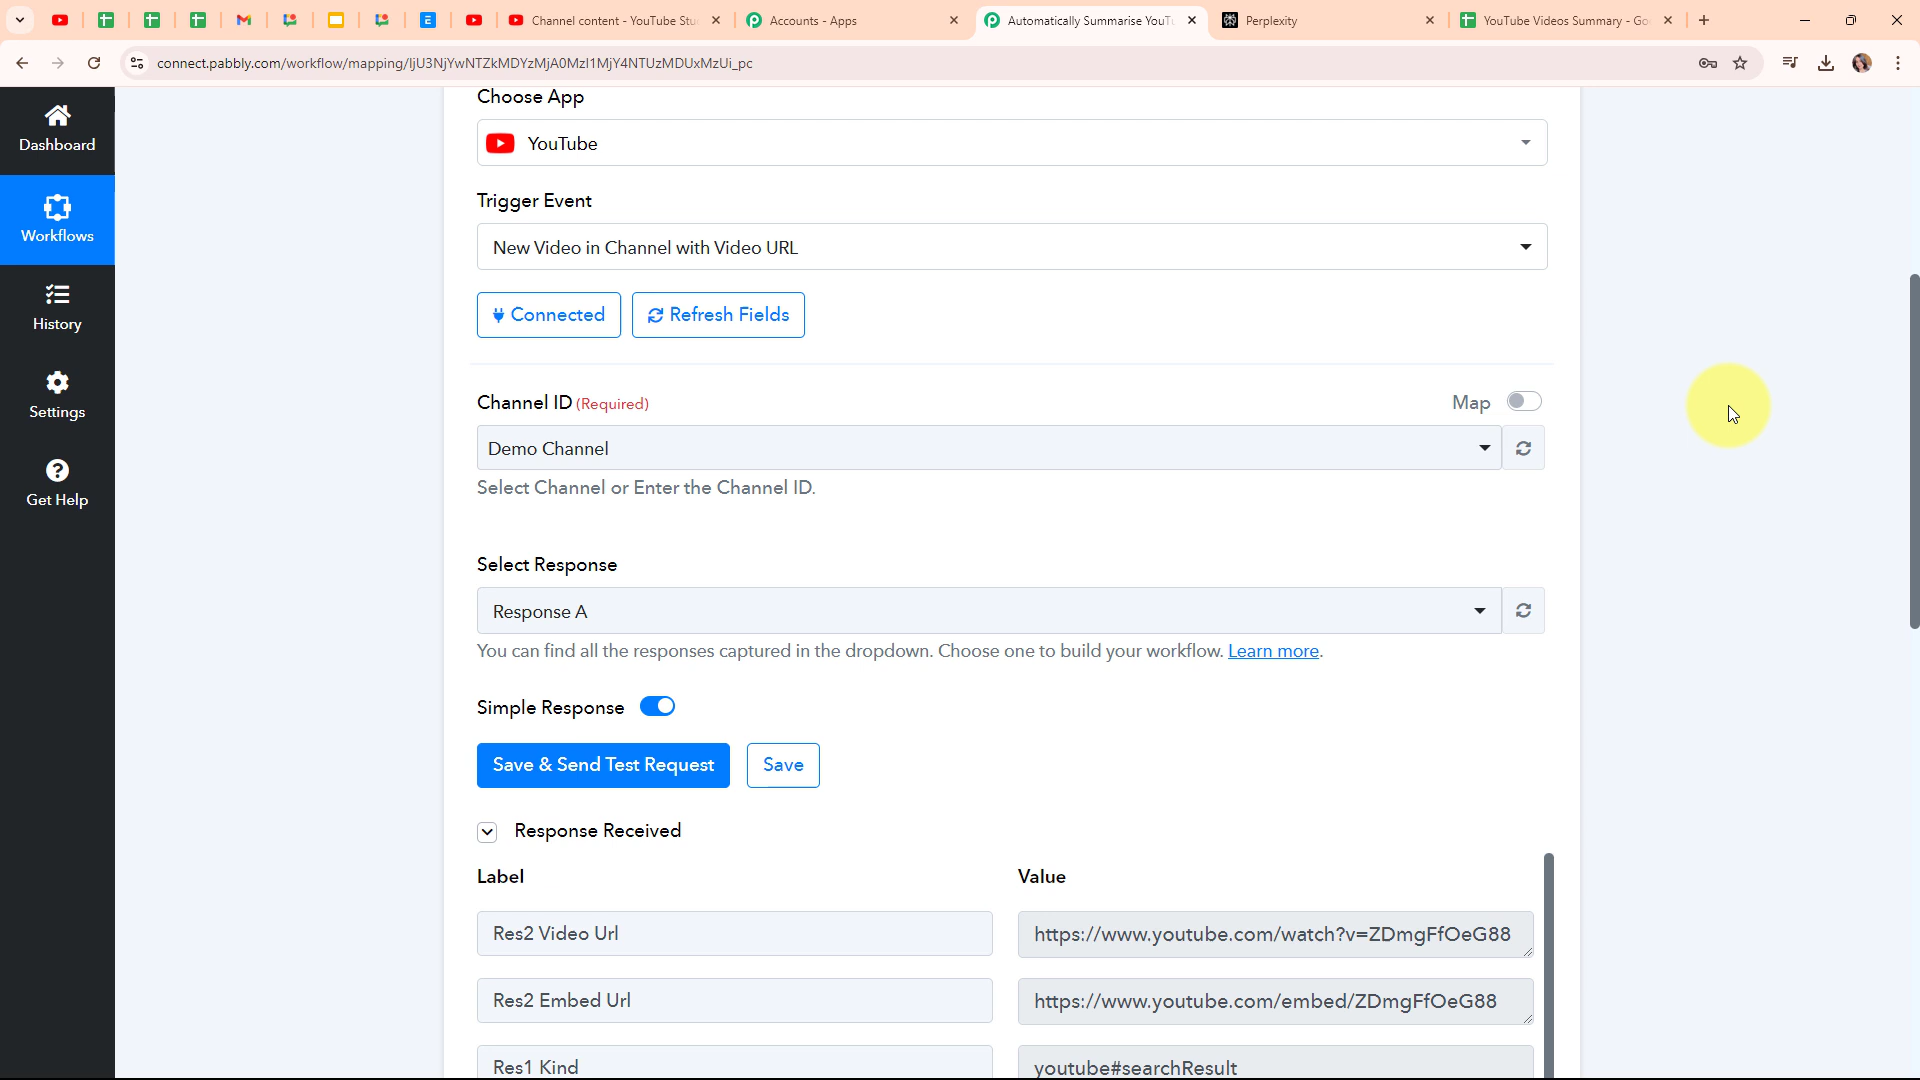 Channel content - YouTube Stu
Accounts - Apps
Automatically Summarise YouT
Perplexity
YouTube Videos Summary - Go
connect.pabbly.com/workflow/mapping/IjU3NjYwNTZkMDYzMjA0MzI1MjY4NTUzMDUxMzUi_pc
Dashboard
Workflows
History
Settings
Get Help
Choose App
YouTube
Trigger Event
New Video in Channel with Video URL
Connected
Refresh Fields
Channel ID (Required)
Map
Demo Channel
Select Channel or Enter the Channel ID.
Select Response
Response A
You can find all the responses captured in the dropdown. Choose one to build your workflow. Learn more.
Simple Response
Save & Send Test Request
Save
Response Received
Label
Value
Res2 Video Url
https://www.youtube.com/watch?v=ZDmgFfOeG88
Res2 Embed Url
https://www.youtube.com/embed/ZDmgFfOeG88
Res1 Kind
youtube#searchResult